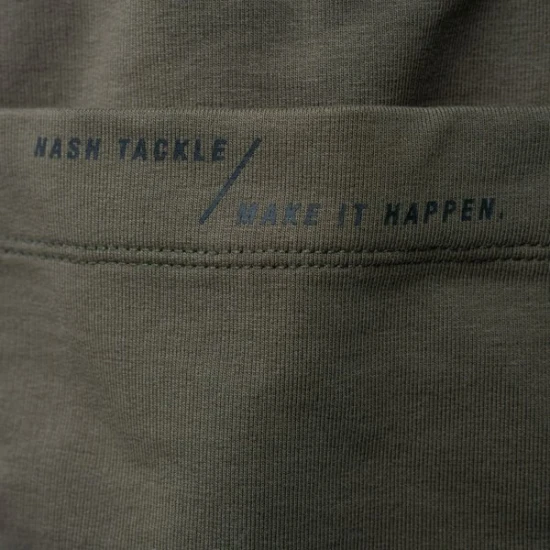 NASH TACKLE /
MAKE IT HAPPEN.